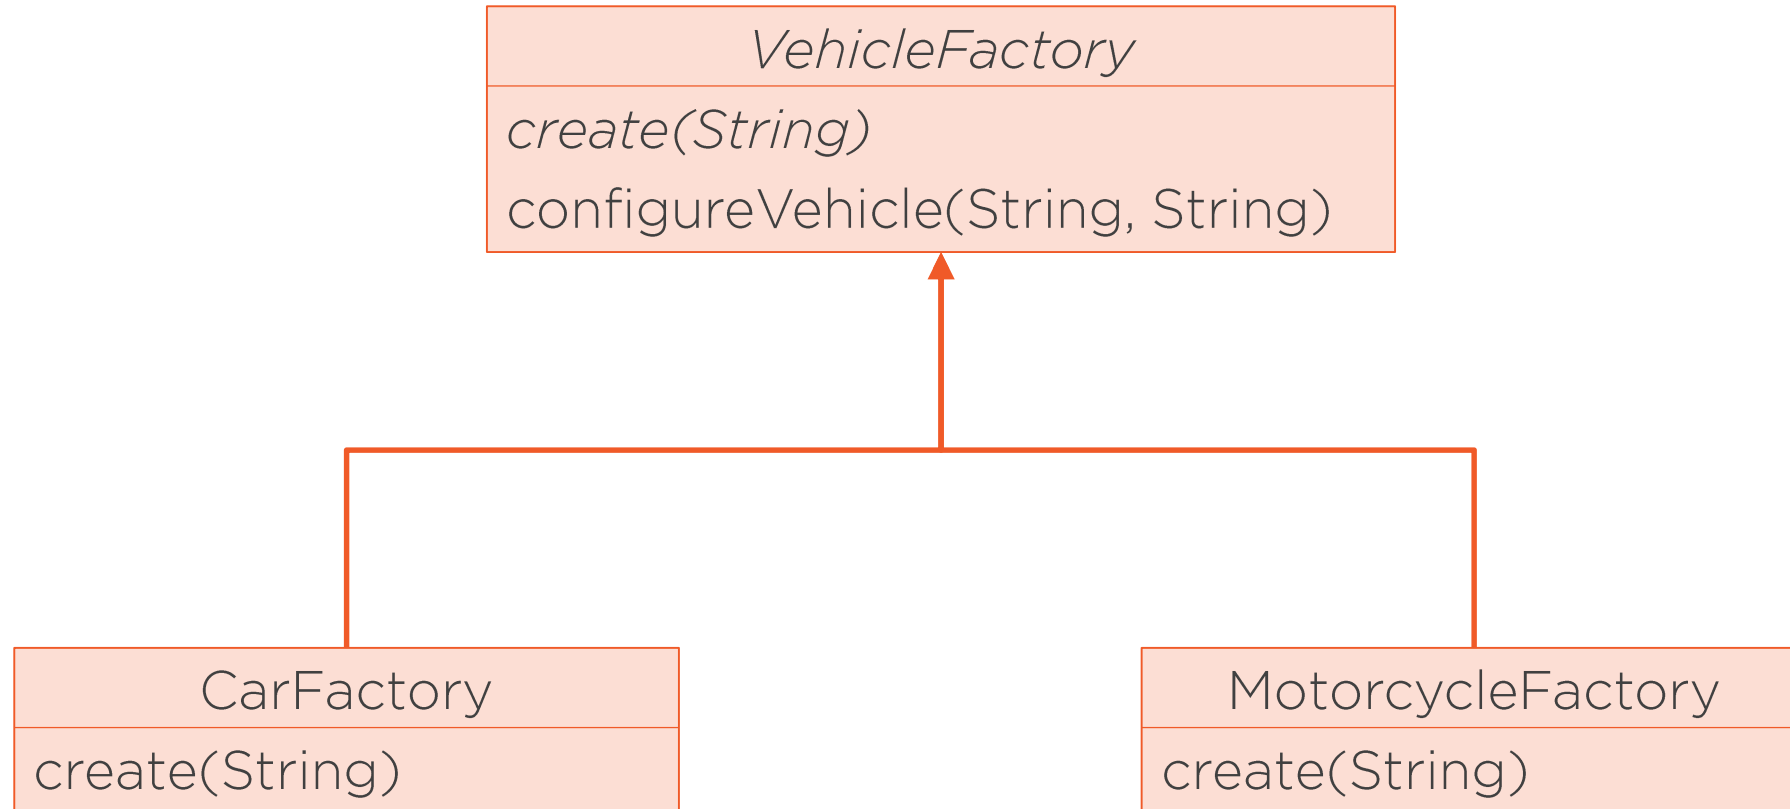 VehicleFactory
create(String)
configureVehicle(String, String)
CarFactory
create(String)
MotorcycleFactory
create(String)